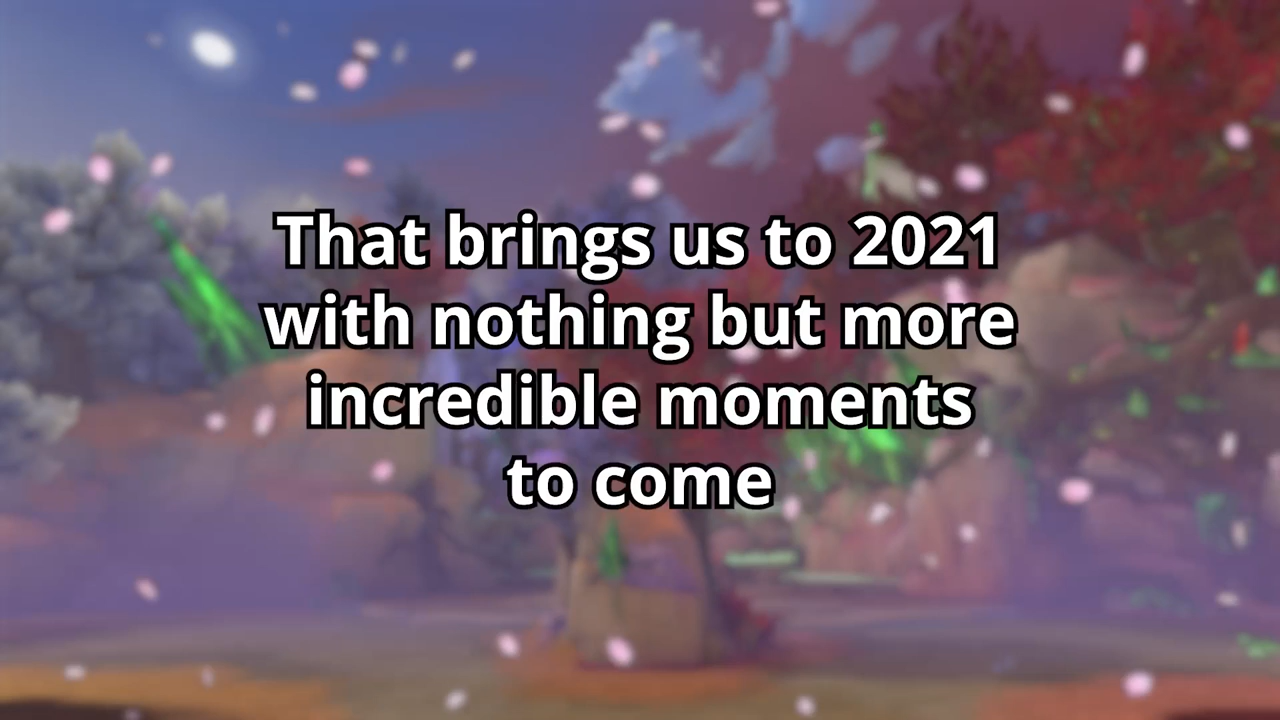 That brings us to 2021
with nothing but more
incredible moments
to come